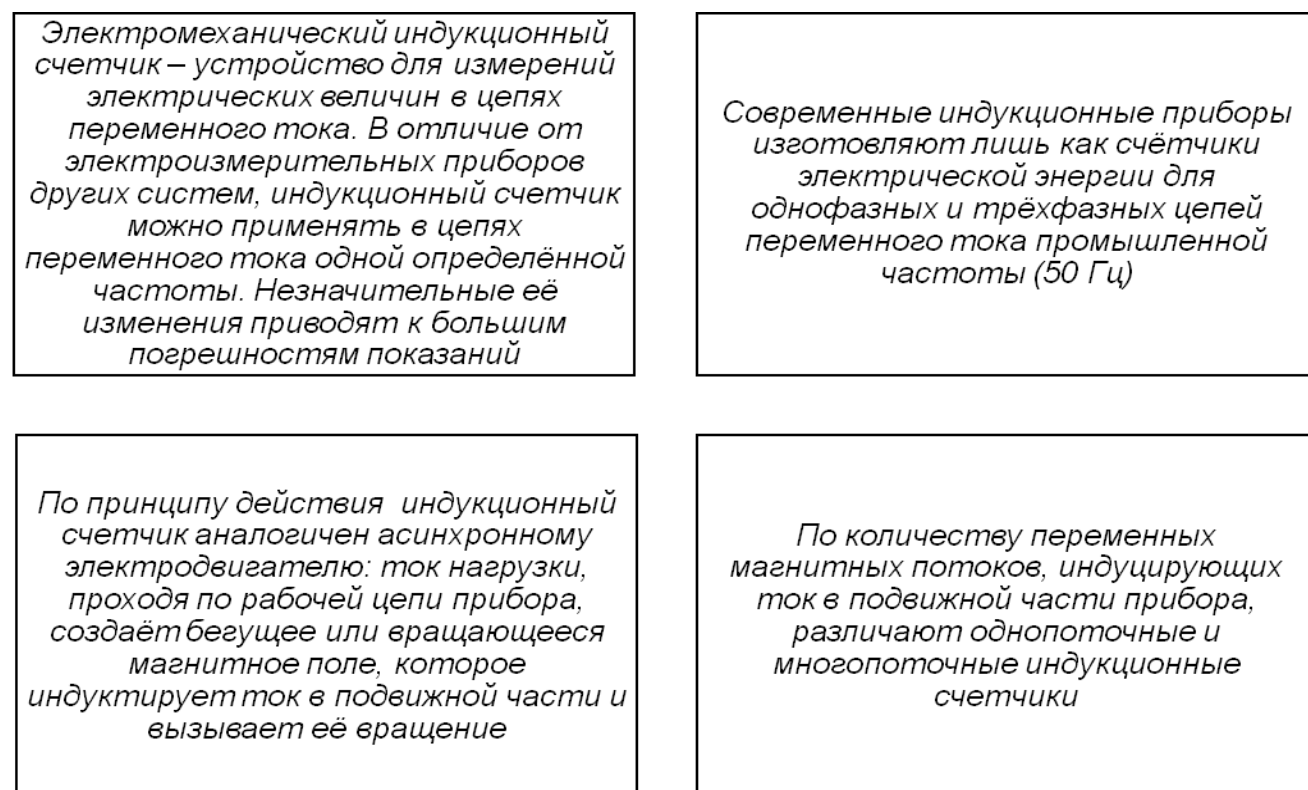 Электромеханический индукционный
счетчик – устройство для измерений
электрических величин в цепях
переменного тока. В отличие от
электроизмерительных приборов
других систем, индукционный счетчик
можно применять в цепях
переменного тока одной определённой
частоты. Незначительные её
изменения приводят к большим
погрешностям показаний
Современные индукционные приборы
изготовляют лишь как счётчики
электрической энергии для
однофазных и трёхфазных цепей
переменного тока промышленной
частоты (50 Гц)
По принципу действия индукционный
счетчик аналогичен асинхронному
электродвигателю: ток нагрузки,
проходя по рабочей цепи прибора,
создаёт бегущее или вращающееся
магнитное поле, которое
индуктирует ток в подвижной части и
вызывает её вращение
По количеству переменных
магнитных потоков, индуцирующих
ток в подвижной части прибора,
различают однопоточные и
многопоточные индукционные
счетчики